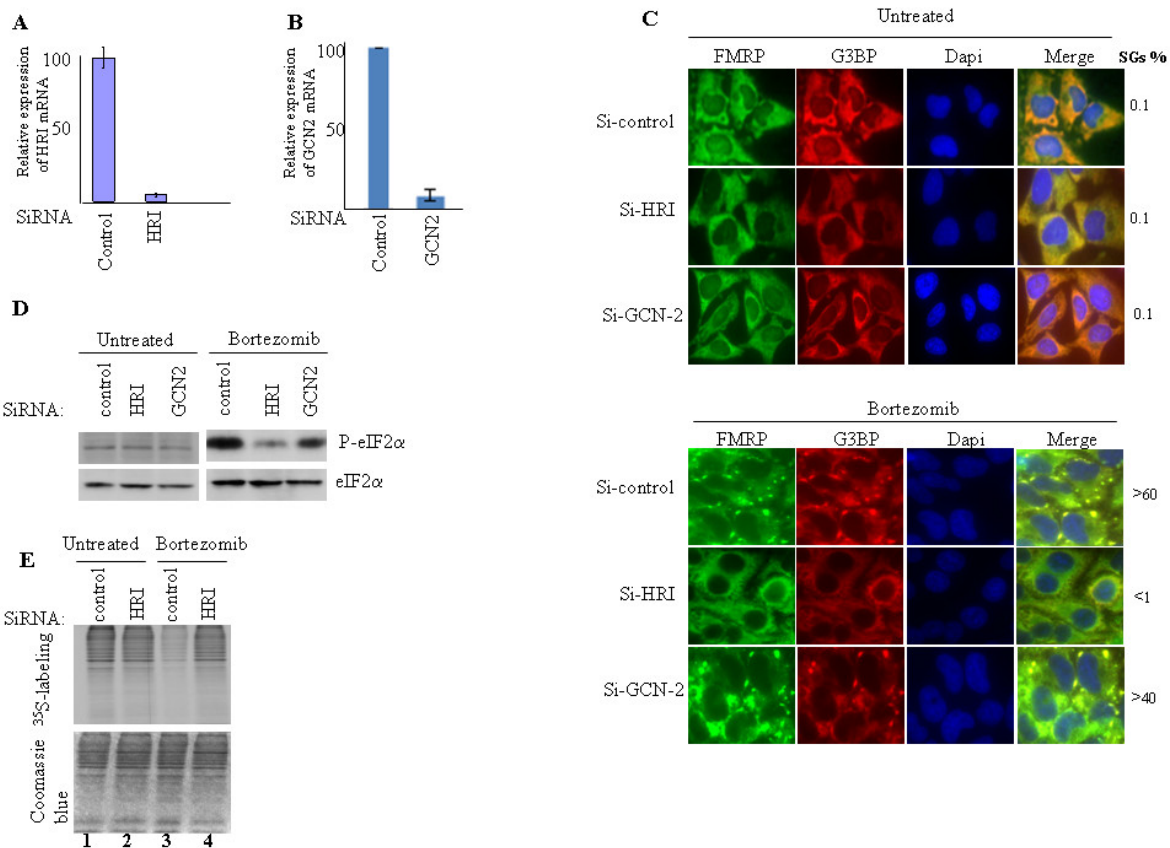 A
Relative expression
of HRI mRNA
100
50
SiRNA
Control
HRI
B
Relative expression
of GCN2 mRNA
100
50
SiRNA
Control
GCN2
C
Untreated
FMRP G3BP Dapi Merge SGs %
Si-control 0.1
Si-HRI 0.1
Si-GCN-2 0.1
Bortezomib
FMRP G3BP Dapi Merge
Si-control >60
Si-HRI <1
Si-GCN-2 >40
D
Untreated Bortezomib
SiRNA: control HRI GCN2 control HRI GCN2
P-eIF2α
eIF2α
E
Untreated Bortezomib
SiRNA: control HRI control HRI
35S-labeling
Coomassie
blue
1 2 3 4